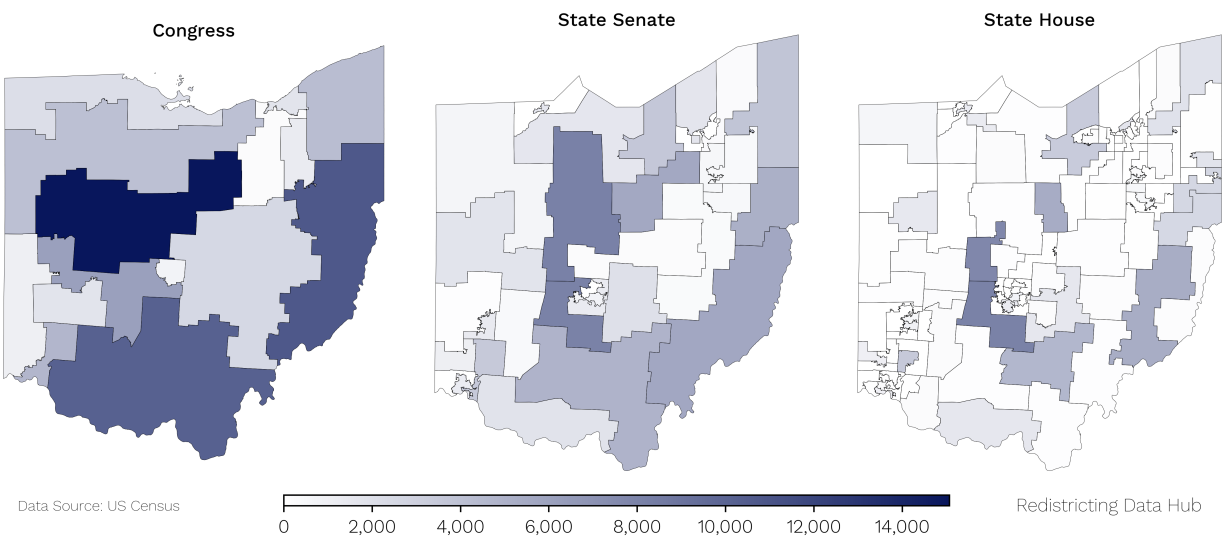 Congress
State Senate
State House
Data Source: US Census
0 2,000 4,000 6,000 8,000 10,000 12,000 14,000
Redistricting Data Hub